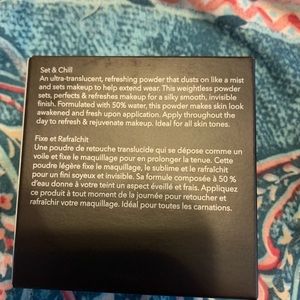 Set & Chill
An ultra-translucent, refreshing powder that dusts on like a mist
and sets makeup to help extend wear. This weightless powder
sets, perfects & refreshes makeup for a silky smooth, invisible
finish. Formulated with 50% water, this powder makes skin look
awakened and fresh upon application. Apply throughout the
day to refresh & rejuvenate makeup. Ideal for all skin tones.
Fixe et Rafraîchit
Une poudre de retouche translucide qui se dépose comme un
voile et fixe le maquillage pour en prolonger la tenue. Cette
poudre légère fixe le maquillage, le sublime et le rafraîchit
pour un fini soyeux et invisible. Sa formule composée à 50 %
d'eau donne à votre teint un aspect éveillé et frais. Appliquez
ce produit à tout moment de la journée pour retoucher et
rafraîchir votre maquillage. Idéal pour toutes les carnations.